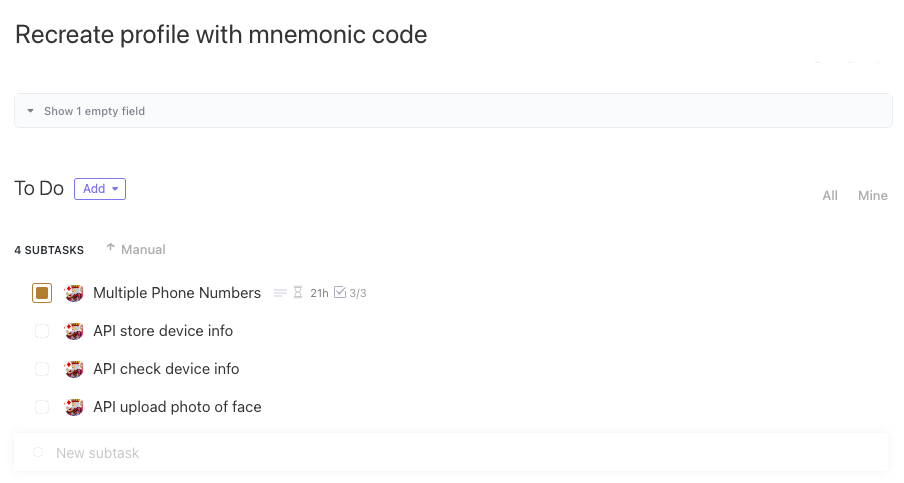 Recreate profile with mnemonic code
Show 1 empty field
To Do Add
All Mine
4 SUBTASKS Manual
Multiple Phone Numbers 21h 3/3
API store device info
API check device info
API upload photo of face
New subtask